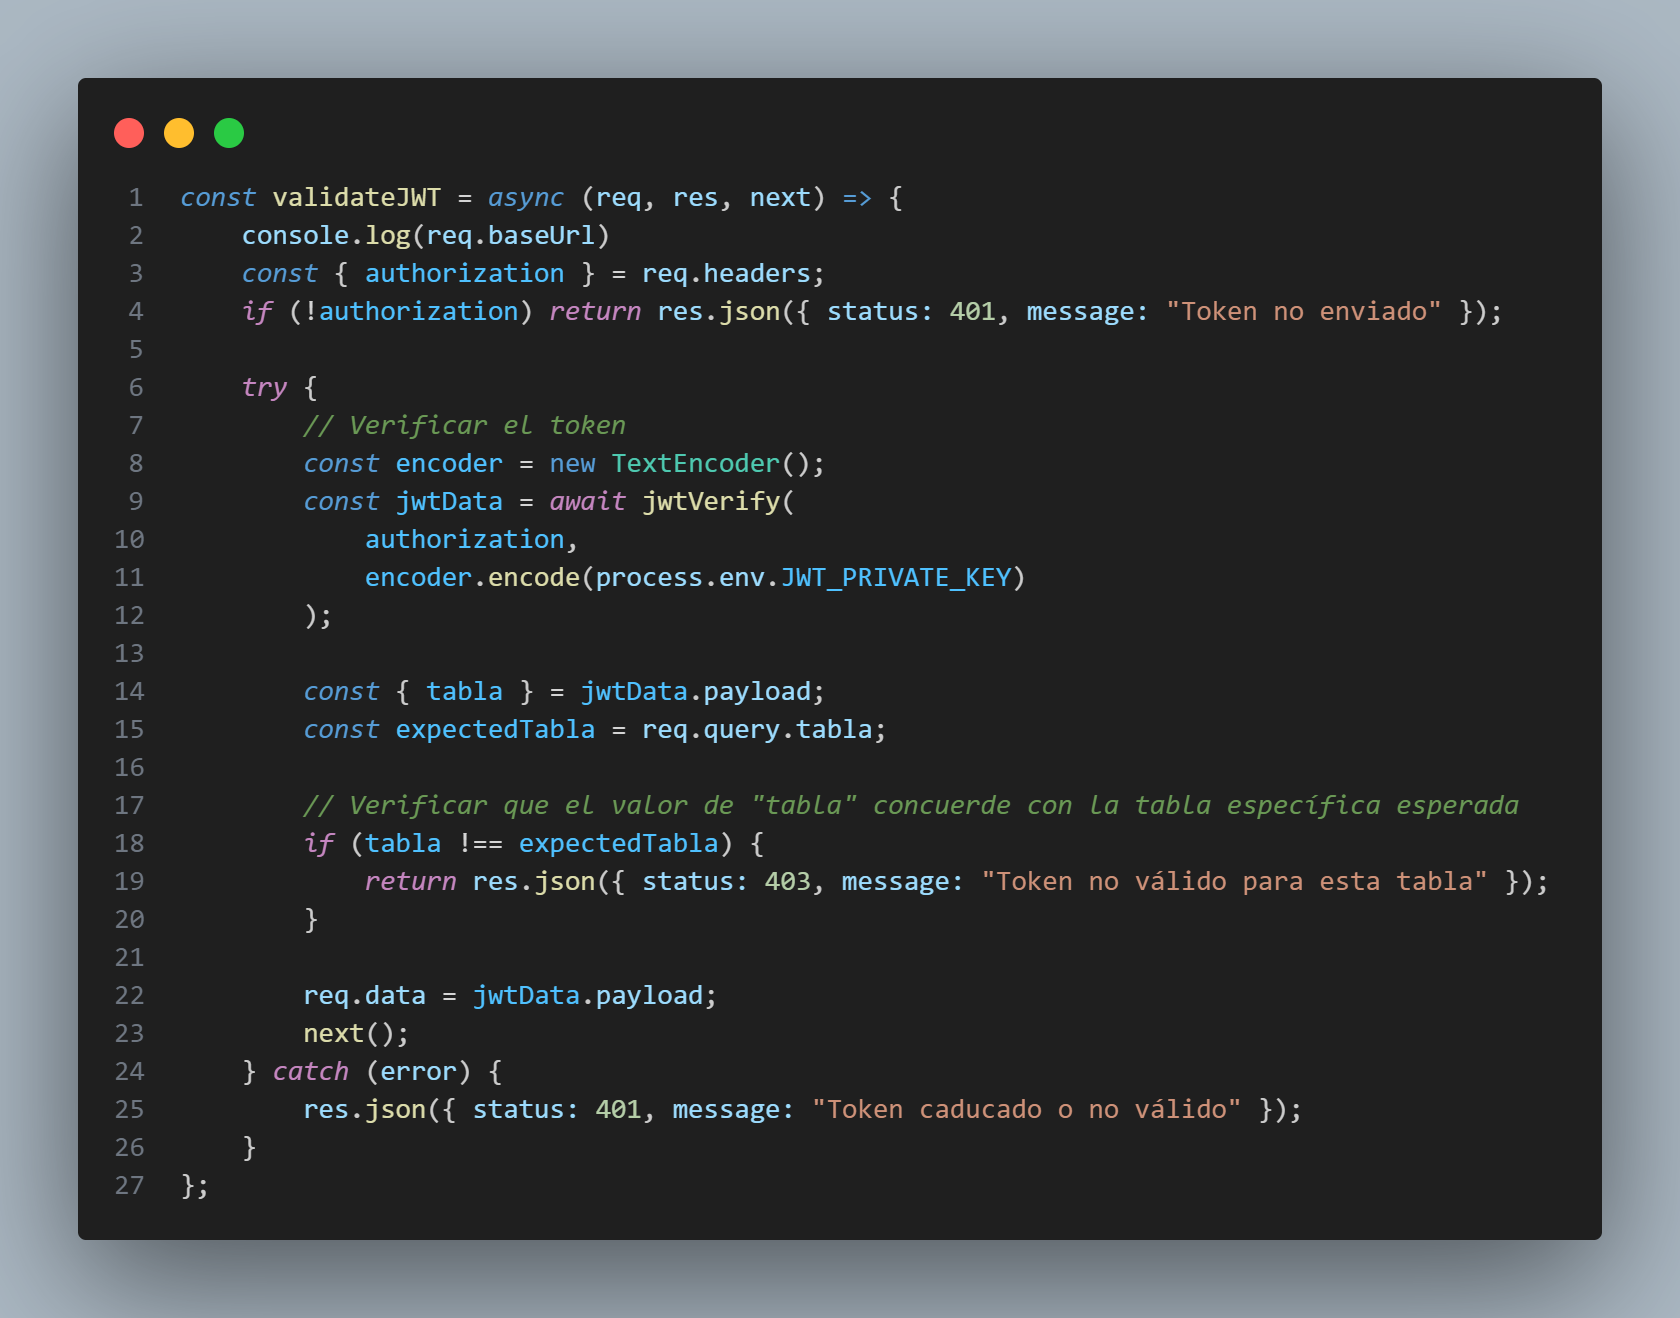 1 const validateJWT = async (req, res, next) => {
2 console.log(req.baseUrl)
3 const { authorization } = req.headers;
4 if (!authorization) return res.json({ status: 401, message: "Token no enviado" });
5
6 try {
7 // Verificar el token
8 const encoder = new TextEncoder();
9 const jwtData = await jwtVerify(
10 authorization,
11 encoder.encode(process.env.JWT_PRIVATE_KEY)
12 );
13
14 const { tabla } = jwtData.payload;
15 const expectedTabla = req.query.tabla;
16
17 // Verificar que el valor de "tabla" concuerde con la tabla específica esperada
18 if (tabla !== expectedTabla) {
19 return res.json({ status: 403, message: "Token no válido para esta tabla" });
20 }
21
22 req.data = jwtData.payload;
23 next();
24 } catch (error) {
25 res.json({ status: 401, message: "Token caducado o no válido" });
26 }
27 };